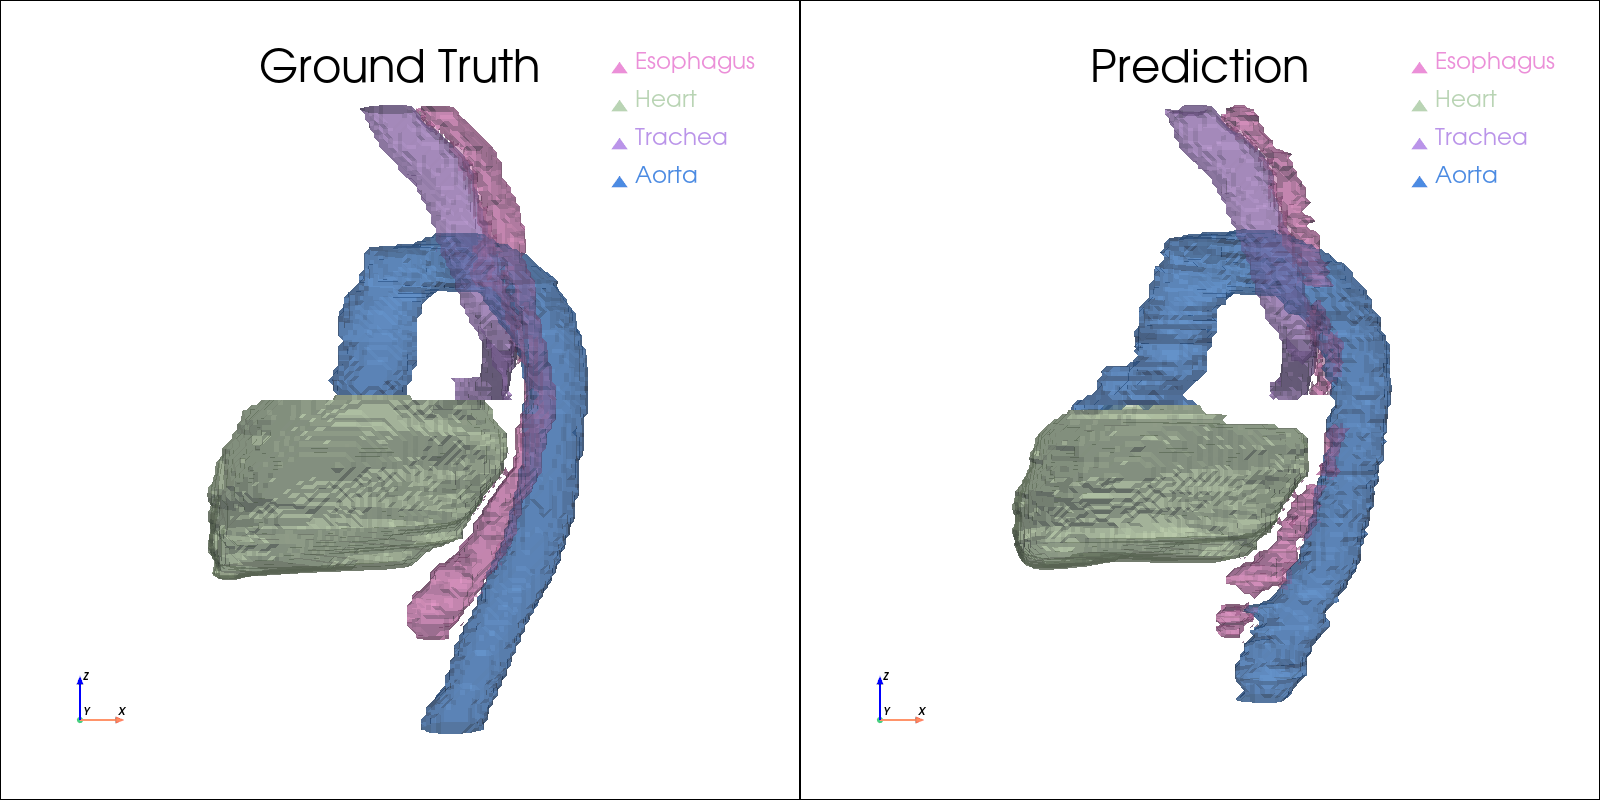 Ground Truth
Esophagus
Heart
Trachea
Aorta
Z
Y
X
Prediction
Esophagus
Heart
Trachea
Aorta
Z
Y
X